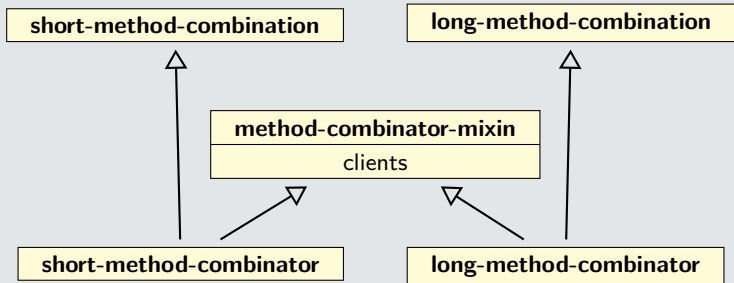 short-method-combination
long-method-combination
method-combinator-mixin
clients
short-method-combinator
long-method-combinator